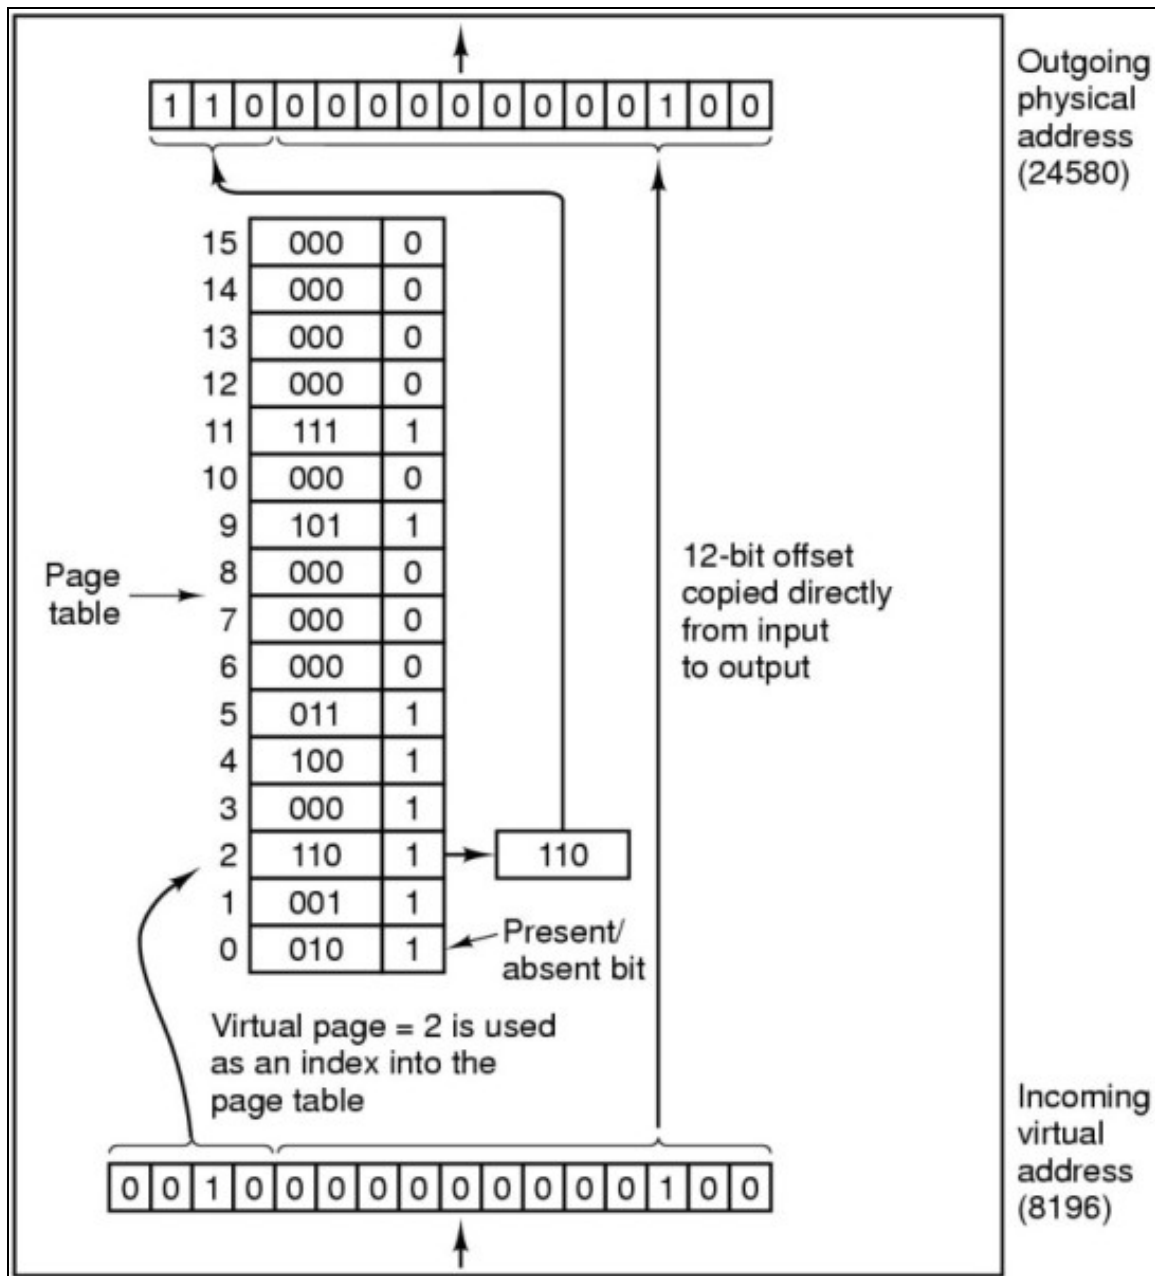 Outgoing
physical
address
(24580)
1 1 0 0 0 0 0 0 0 0 0 0 1 0 0
15 000 0
14 000 0
13 000 0
12 000 0
11 111 1
10 000 0
9 101 1
8 000 0
7 000 0
6 000 0
5 011 1
4 100 1
3 000 1
2 110 1 110
1 001 1
0 010 1
Page
table
12-bit offset
copied directly
from input
to output
Present/
absent bit
Virtual page = 2 is used
as an index into the
page table
0 0 1 0 0 0 0 0 0 0 0 0 0 1 0 0
Incoming
virtual
address
(8196)